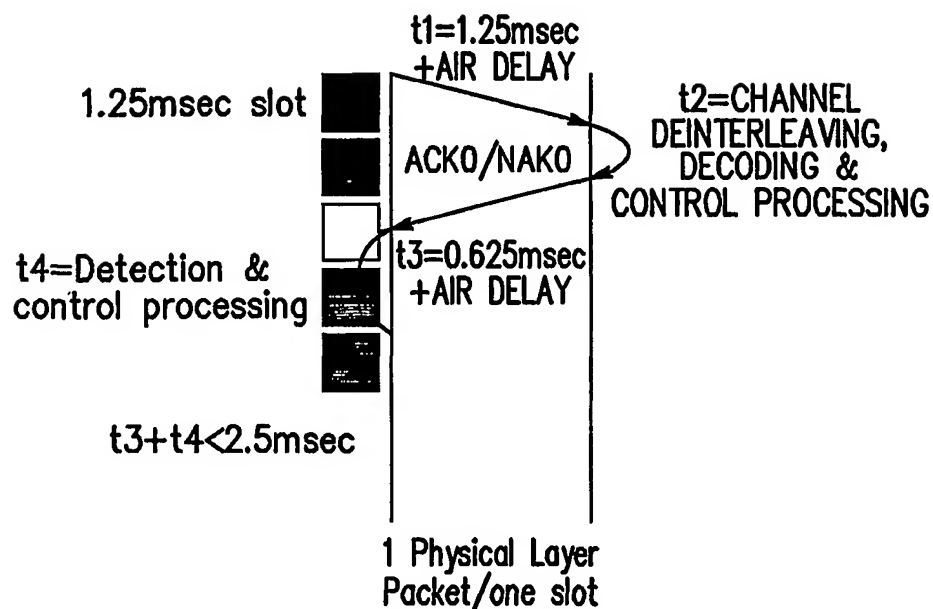 t1=1.25msec
+AIR DELAY
1.25msec slot
t2=CHANNEL
DEINTERLEAVING,
DECODING &
CONTROL PROCESSING
ACK0/NAK0
t3=0.625msec
+AIR DELAY
t4=Detection &
control processing
t3+t4<2.5msec
1 Physical Layer
Packet/one slot